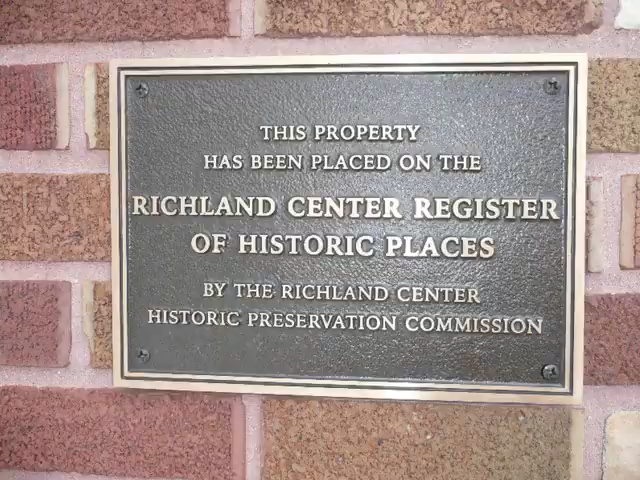 THIS PROPERTY
HAS BEEN PLACED ON THE
RICHLAND CENTER REGISTER
OF HISTORIC PLACES
BY THE RICHLAND CENTER
HISTORIC PRESERVATION COMMISSION